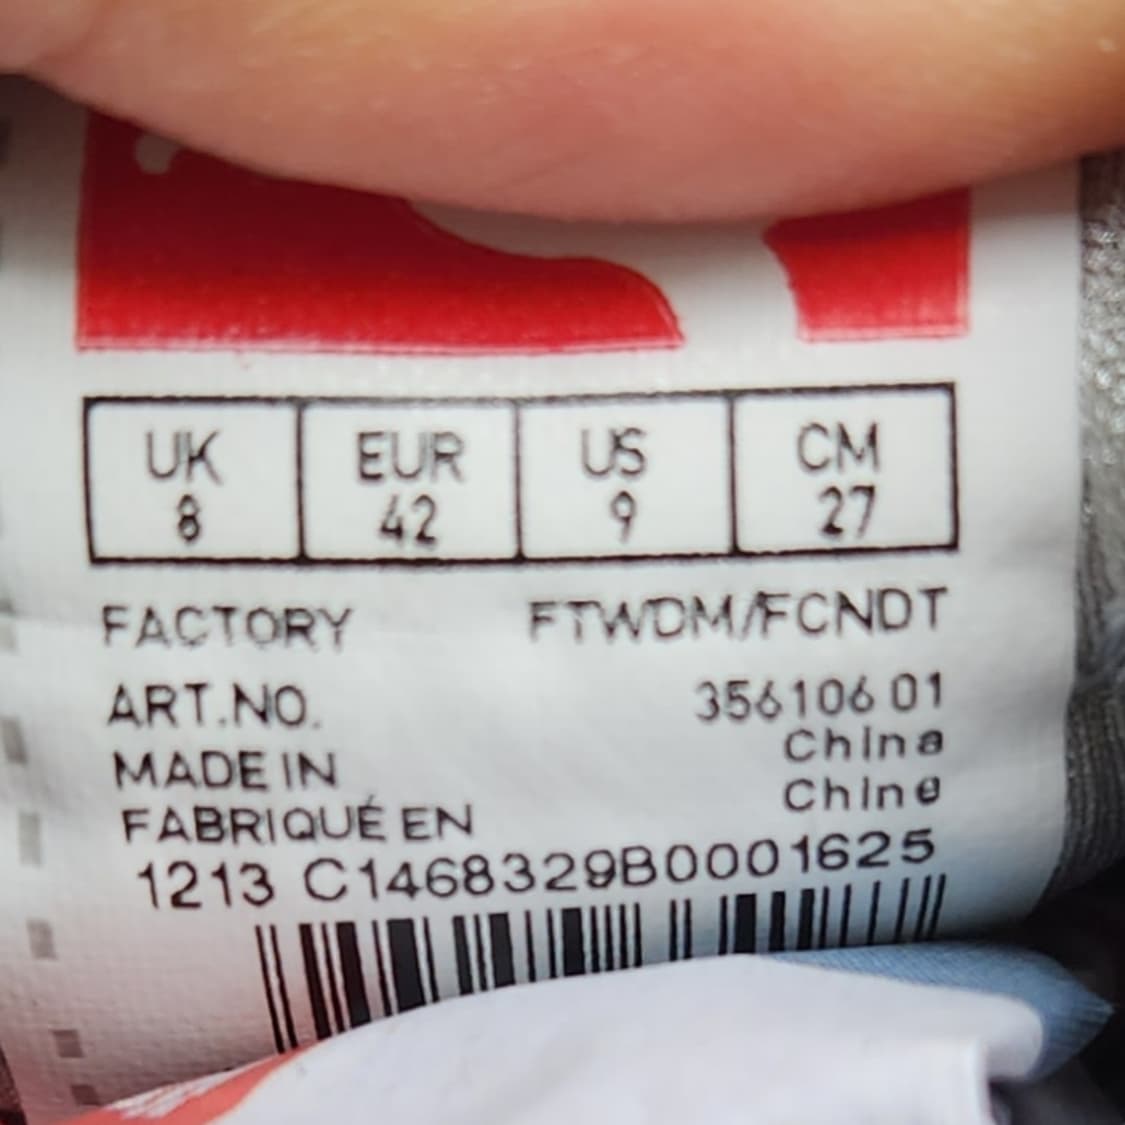 UK EUR US CM
8 42 9 27
FACTORY FTWDM/FCNDT
ART.NO. 356106 01
MADE IN China
FABRIQUÉ EN Chine
1213 C1468329B0001625